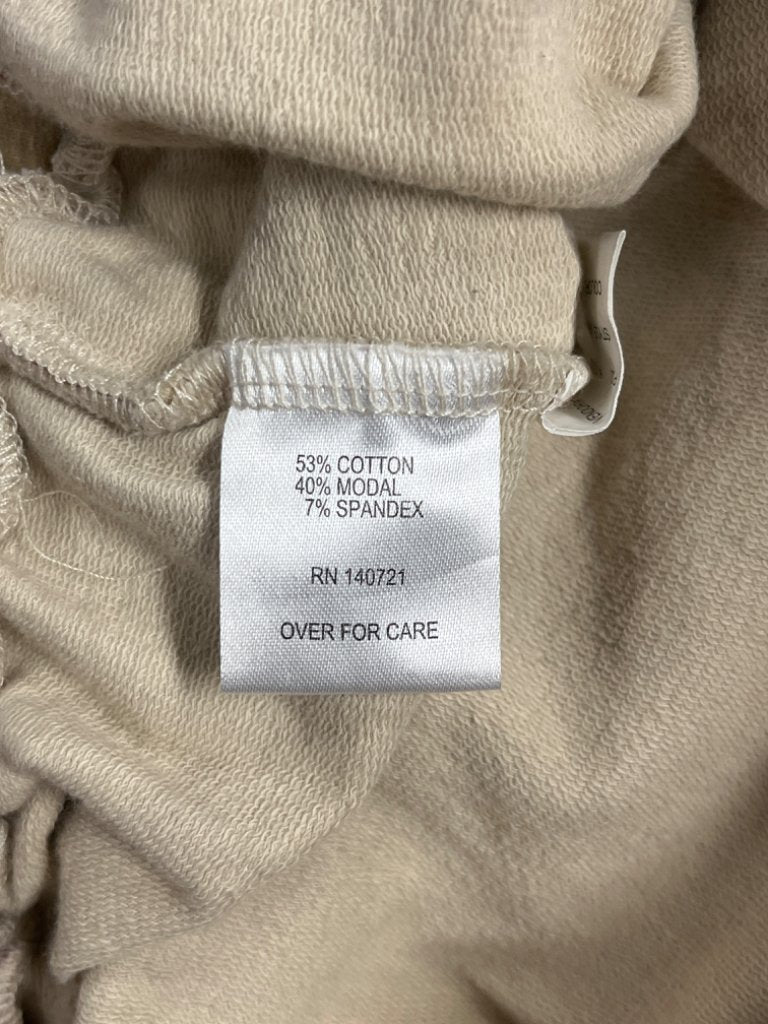 53% COTTON
40% MODAL
7% SPANDEX
RN 140721
OVER FOR CARE